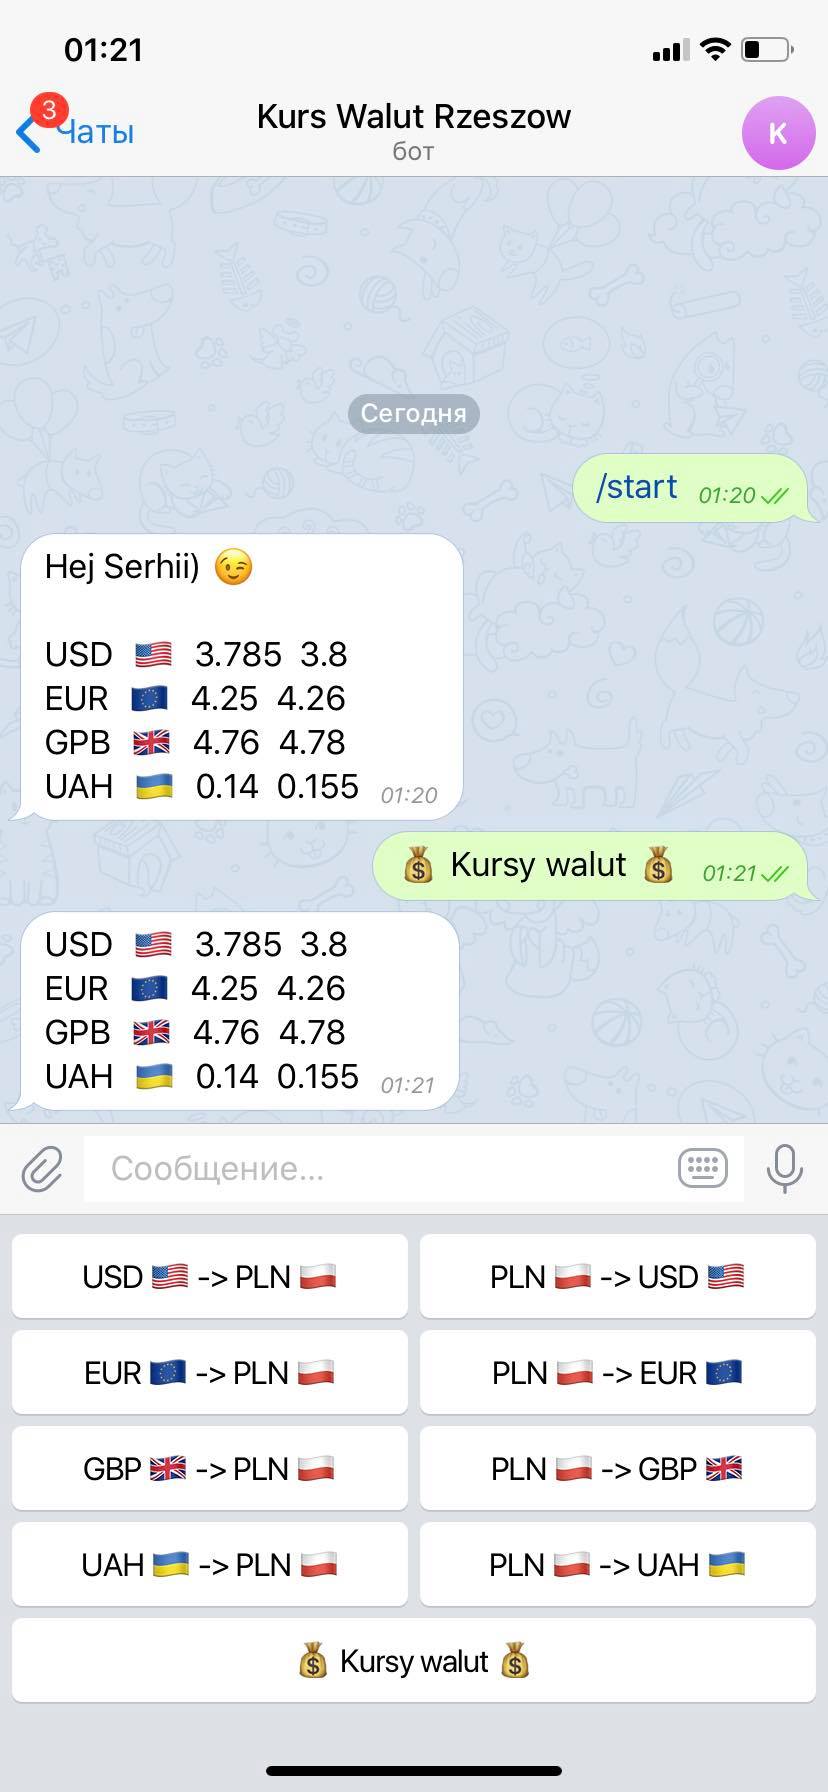 01:21
3
Чаты
Kurs Walut Rzeszow
бот
K
Сегодня
/start 01:20
Hej Serhii) 😉
USD 🇺🇸 3.785 3.8
EUR 🇪🇺 4.25 4.26
GPB 🇬🇧 4.76 4.78
UAH 🇺🇦 0.14 0.155 01:20
💰 Kursy walut 💰 01:21
USD 🇺🇸 3.785 3.8
EUR 🇪🇺 4.25 4.26
GPB 🇬🇧 4.76 4.78
UAH 🇺🇦 0.14 0.155 01:21
Сообщение...
USD 🇺🇸 -> PLN 🇵🇱
PLN 🇵🇱 -> USD 🇺🇸
EUR 🇪🇺 -> PLN 🇵🇱
PLN 🇵🇱 -> EUR 🇪🇺
GBP 🇬🇧 -> PLN 🇵🇱
PLN 🇵🇱 -> GBP 🇬🇧
UAH 🇺🇦 -> PLN 🇵🇱
PLN 🇵🇱 -> UAH 🇺🇦
💰 Kursy walut 💰